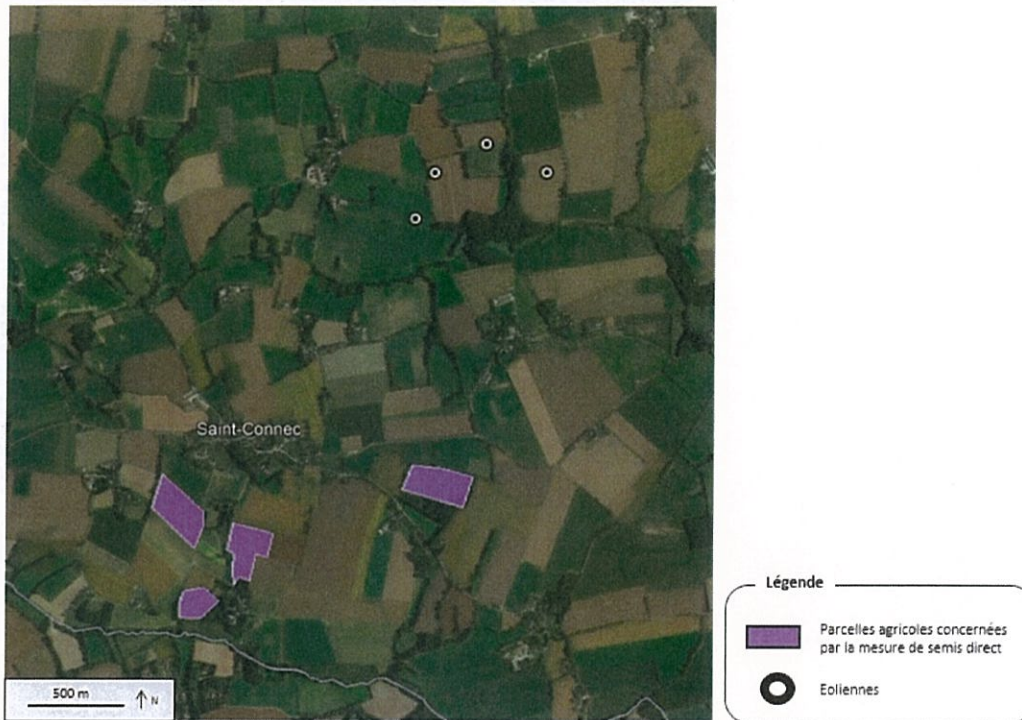 Saint-Connec
500 m
N
Légende
Parcelles agricoles concernées
par la mesure de semis direct
Eoliennes